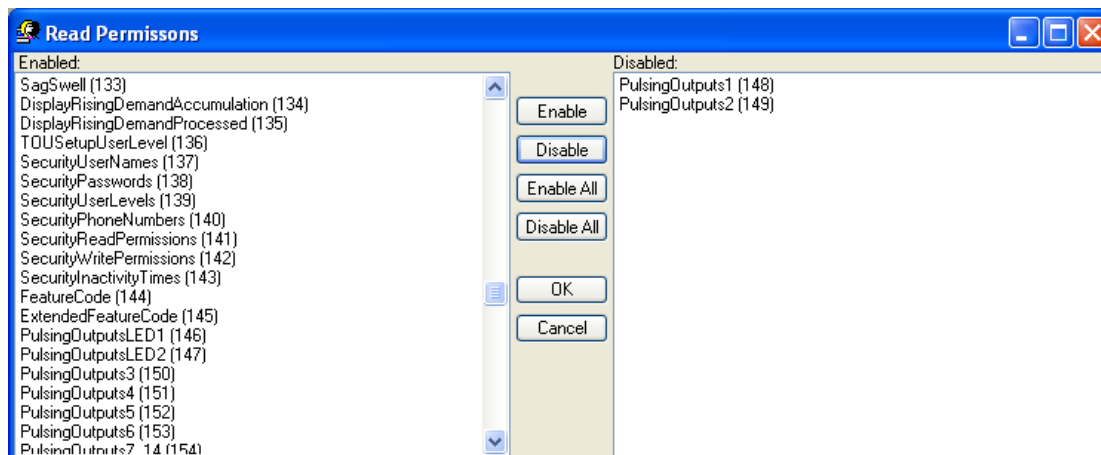 Read Permissons
Enabled:
SagSwell (133)
DisplayRisingDemandAccumulation (134)
DisplayRisingDemandProcessed (135)
TOUSetupUserLevel (136)
SecurityUserNames (137)
SecurityPasswords (138)
SecurityUserLevels (139)
SecurityPhoneNumbers (140)
SecurityReadPermissions (141)
SecurityWritePermissions (142)
SecurityInactivityTimes (143)
FeatureCode (144)
ExtendedFeatureCode (145)
PulsingOutputsLED1 (146)
PulsingOutputsLED2 (147)
PulsingOutputs3 (150)
PulsingOutputs4 (151)
PulsingOutputs5 (152)
PulsingOutputs6 (153)
PulsingOutputs7_14 (154)
Enable
Disable
Enable All
Disable All
OK
Cancel
Disabled:
PulsingOutputs1 (148)
PulsingOutputs2 (149)